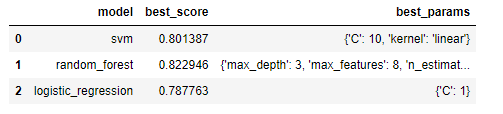 model best_score best_params
0 svm 0.801387 {'C': 10, 'kernel': 'linear'}
1 random_forest 0.822946 {'max_depth': 3, 'max_features': 8, 'n_estimat...
2 logistic_regression 0.787763 {'C': 1}